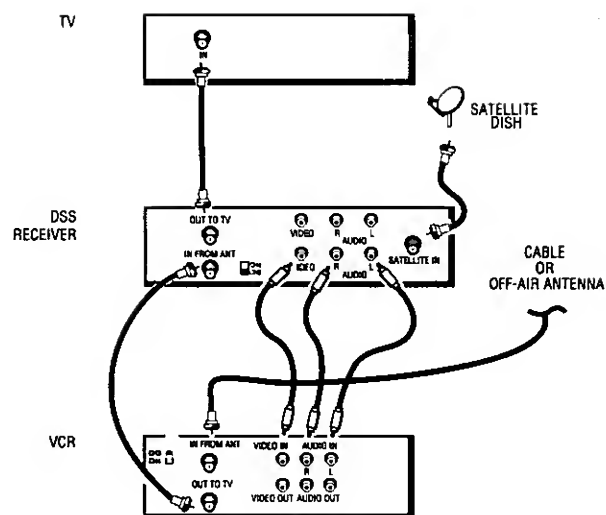 TV
IN
SATELLITE
DISH
DSS
RECEIVER
OUT TO TV
VIDEO R L
AUDIO
IN FROM ANT
SATELLITE IN
IDEO R L
AUDIO
CABLE
OR
OFF-AIR ANTENNA
VCR
IN FROM ANT VIDEO IN AUDIO IN
R L
OUT TO TV
VIDEO OUT AUDIO OUT